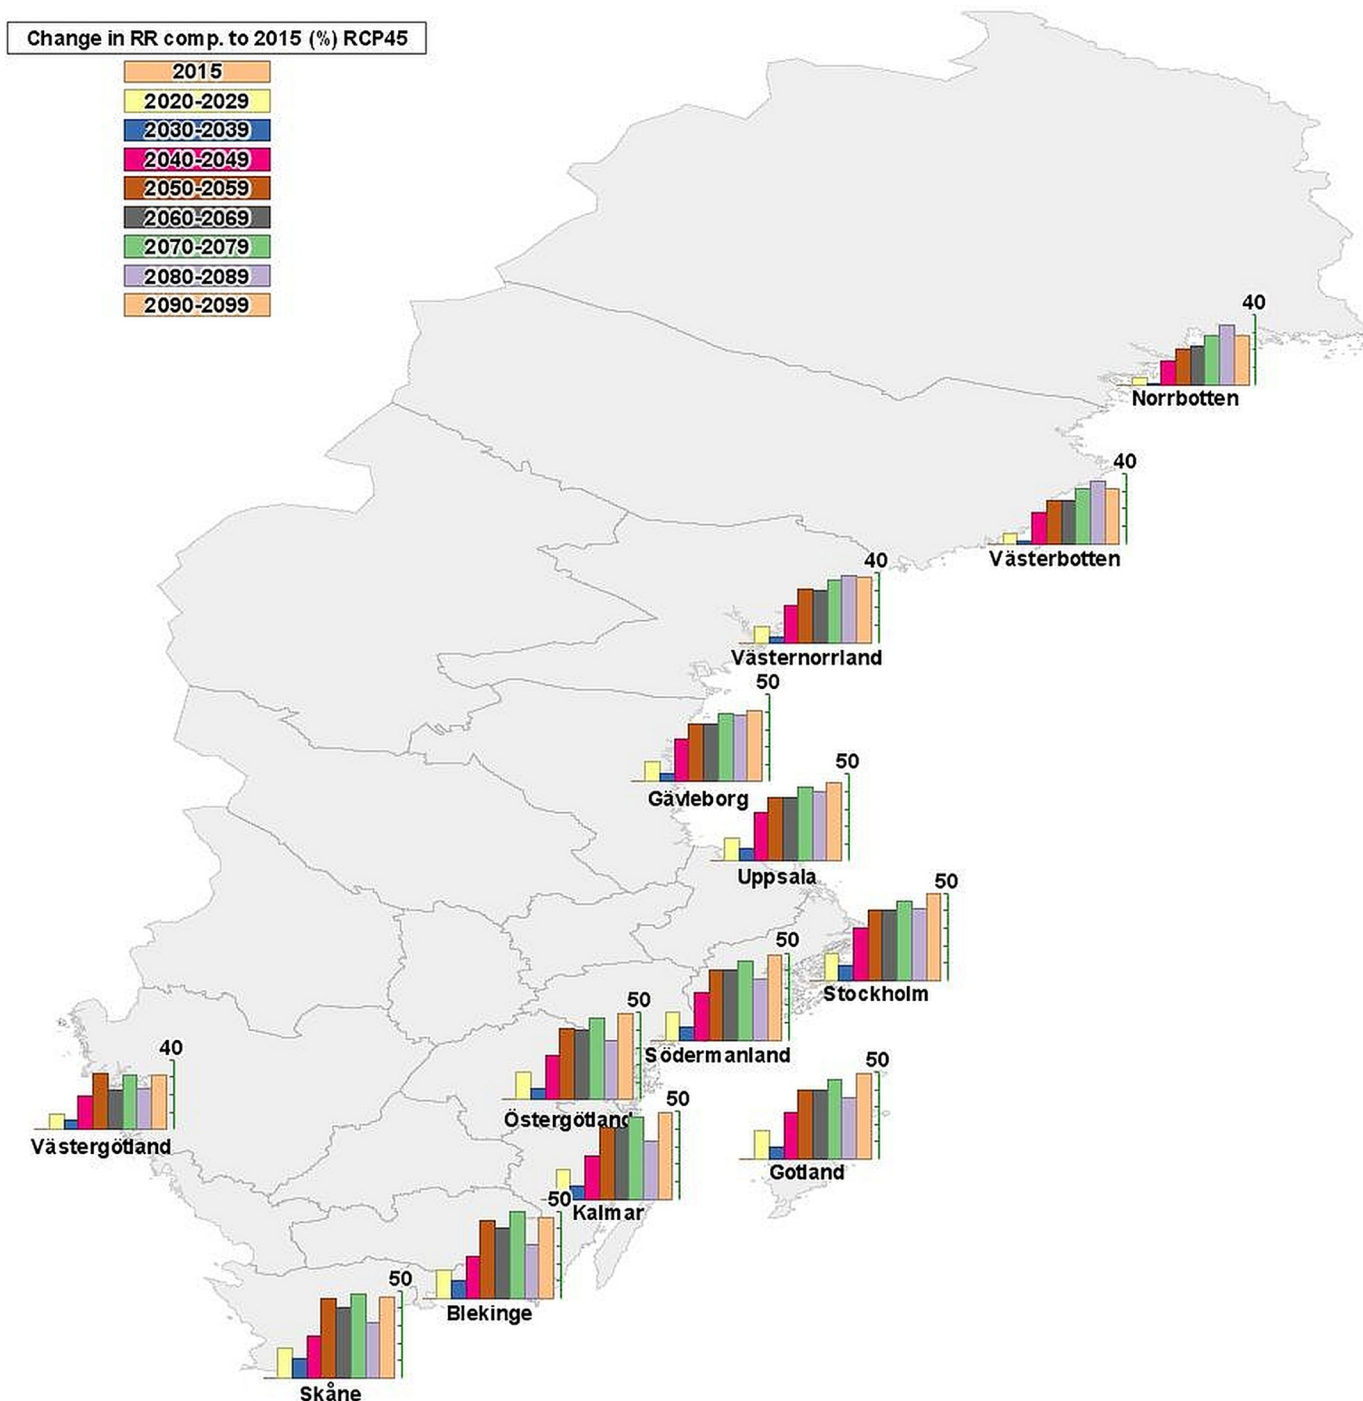 Change in RR comp. to 2015 (%) RCP45
2015
2020-2029
2030-2039
2040-2049
2050-2059
2060-2069
2070-2079
2080-2089
2090-2099
40
Norrbotten
40
Västerbotten
40
Västernorrland
50
Gävleborg
50
Uppsala
50
Stockholm
50
Södermanland
50
Östergötland
40
Västergötland
50
Gotland
50
Kalmar
50
Blekinge
50
Skåne